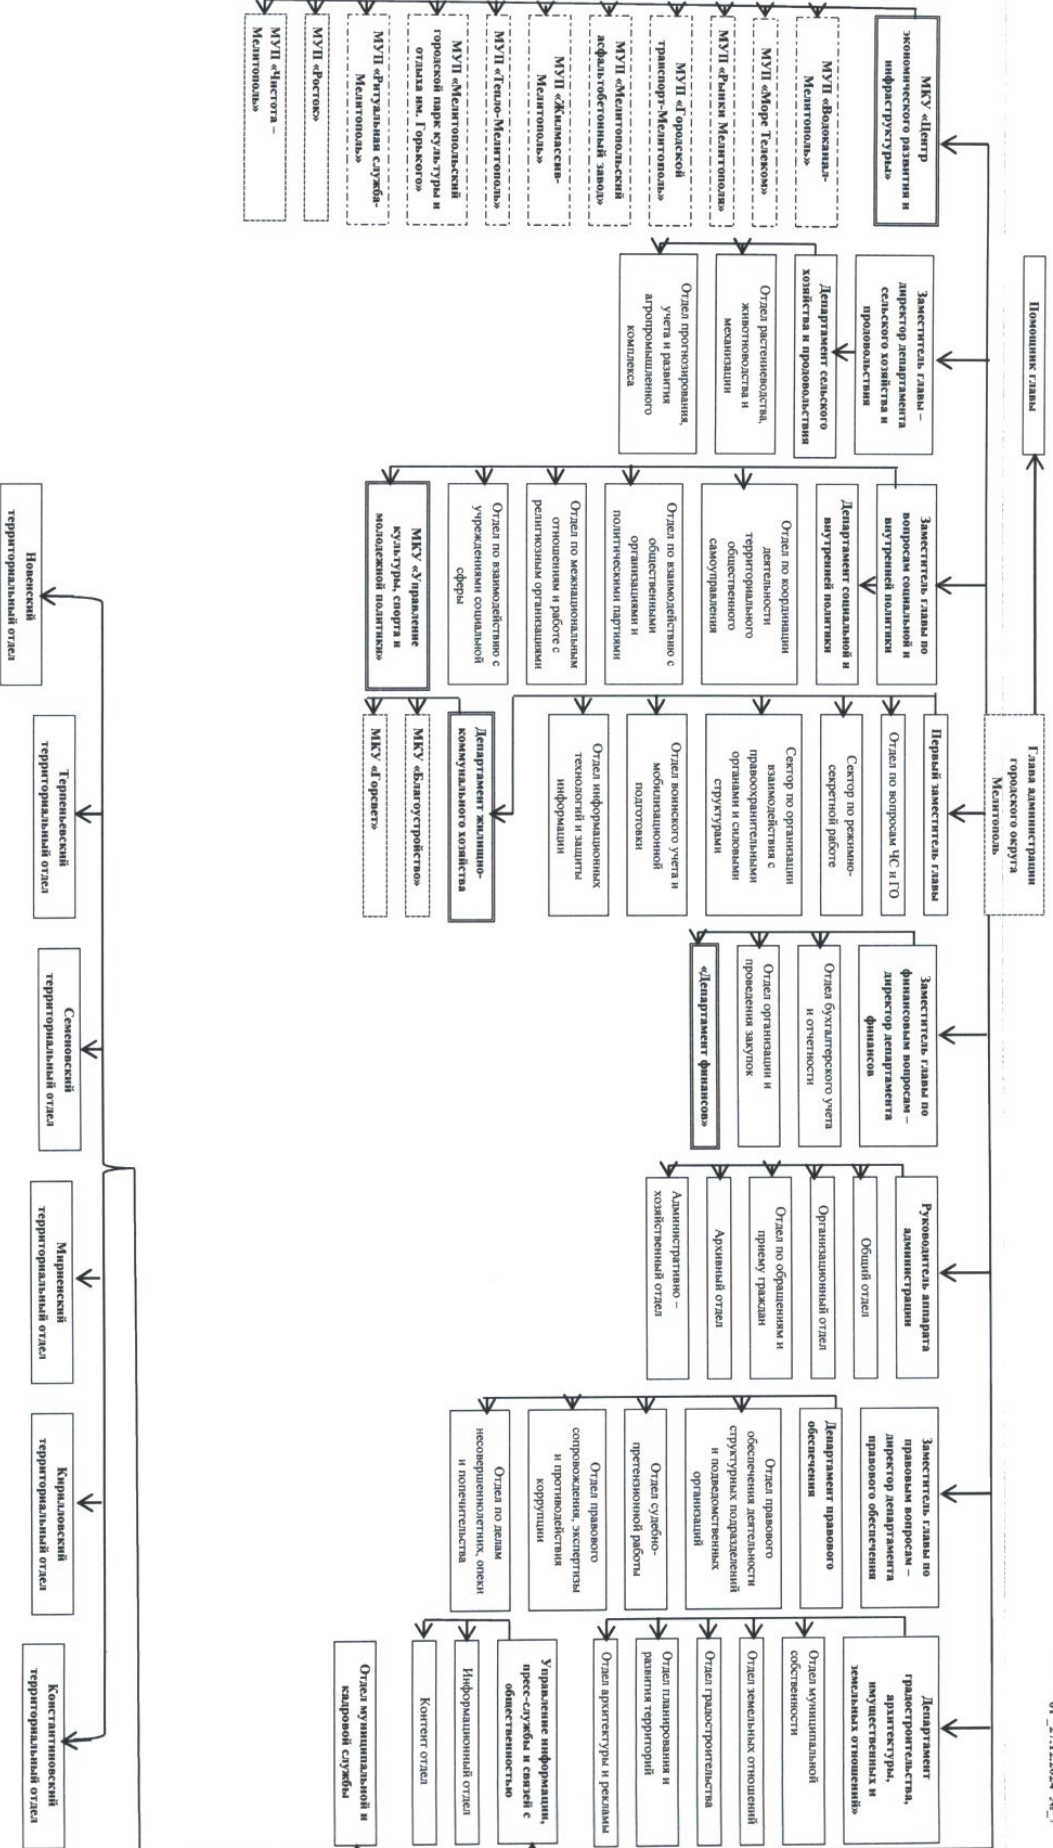 Помощник главы
Глава администрации
городского округа
Мелитополь
МКУ «Центр
экономического развития и
инфраструктуры»
МУП «Водоканал-
Мелитополь»
МУП «Море Телеком»
МУП «Рынки Мелитополя»
МУП «Городской
транспорт-Мелитополь»
МУП «Мелитопольский
асфальтобетонный завод»
МУП «Жилмассив-
Мелитополь»
МУП «Тепло-Мелитополь»
МУП «Мелитопольский
городской парк культуры и
отдыха им. Горького»
МУП «Ритуальная служба-
Мелитополь»
МУП «Росток»
МУП «Чистота –
Мелитополь»
Заместитель главы –
директор департамента
сельского хозяйства и
продовольствия
Департамент сельского
хозяйства и продовольствия
Отдел растениеводства,
животноводства и
механизации
Отдел прогнозирования,
учета и развития
агропромышленного
комплекса
Заместитель главы по
вопросам социальной и
внутренней политики
Департамент социальной и
внутренней политики
Отдел по координации
деятельности
территориального
общественного
самоуправления
Отдел по взаимодействию с
общественными
организациями и
политическими партиями
Отдел по межнациональным
отношениям и работе с
религиозным организациями
Отдел по взаимодействию с
учреждениями социальной
сферы
МКУ «Управление
культуры, спорта и
молодежной политики»
Первый заместитель главы
Отдел по вопросам ЧС и ГО
Сектор по режимно-
секретной работе
Сектор по организации
взаимодействия с
правоохранительными
органами и силовыми
структурами
Отдел воинского учета и
мобилизационной
подготовки
Отдел информационных
технологий и защиты
информации
Департамент жилищно-
коммунального хозяйства
МКУ «Благоустройство»
МКУ «Горсвет»
Заместитель главы по
финансовым вопросам –
директор департамента
финансов
Отдел бухгалтерского учета
и отчетности
Отдел организации и
проведения закупок
«Департамент финансов»
Руководитель аппарата
администрации
Общий отдел
Организационный отдел
Отдел по обращениям и
приему граждан
Архивный отдел
Административно –
хозяйственный отдел
Заместитель главы по
правовым вопросам –
директор департамента
правового обеспечения
Департамент правового
обеспечения
Отдел правового
обеспечения деятельности
структурных подразделений
и подведомственных
организаций
Отдел судебно-
претензионной работы
Отдел правового
сопровождения, экспертизы
и противодействия
коррупции
Отдел по делам
несовершеннолетних, опеки
и попечительства
Департамент
градостроительства,
архитектуры,
имущественных и
земельных отношений»
Отдел муниципальной
собственности
Отдел земельных отношений
Отдел градостроительства
Отдел планирования и
развития территорий
Отдел архитектуры и рекламы
Управление информации,
пресс-службы и связей с
общественностью
Информационный отдел
Контент отдел
Отдел муниципальной и
кадровой службы
Новенский
территориальный отдел
Терпеньевский
территориальный отдел
Семеновский
территориальный отдел
Мирненский
территориальный отдел
Кирилловский
территориальный отдел
Константиновский
территориальный отдел